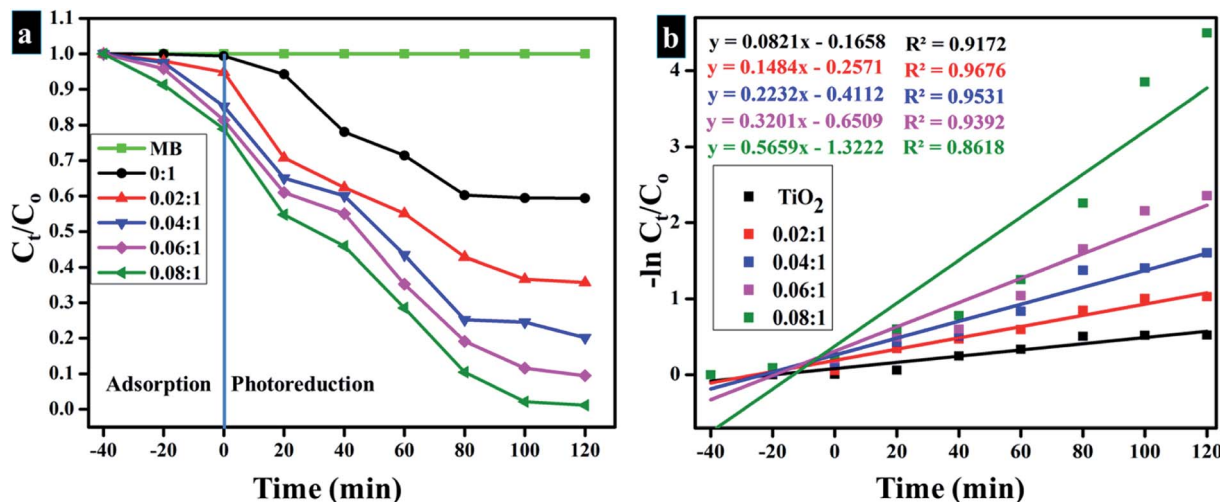 a
1.1
1.0
0.9
0.8
0.7
0.6
0.5
0.4
0.3
0.2
0.1
0.0
Cₜ/Cₒ
MB
0:1
0.02:1
0.04:1
0.06:1
0.08:1
Adsorption
Photoreduction
-40 -20 0 20 40 60 80 100 120
Time (min)
b
y = 0.0821x - 0.1658 R² = 0.9172
y = 0.1484x - 0.2571 R² = 0.9676
y = 0.2232x - 0.4112 R² = 0.9531
y = 0.3201x - 0.6509 R² = 0.9392
y = 0.5659x - 1.3222 R² = 0.8618
4
3
2
1
0
-ln Cₜ/Cₒ
TiO₂
0.02:1
0.04:1
0.06:1
0.08:1
-40 -20 0 20 40 60 80 100 120
Time (min)